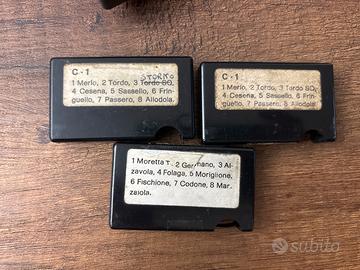 C - 1 STORNO
1 Merlo, 2 Tordo, 3 Tordo SO,
4 Cesena, 5 Sassello, 6 Frin-
guello, 7 Passero, 8 Allodola.
C - 1
1 Merlo, 2 Tordo, 3 Tordo SO,
4 Cesena, 5 Sassello, 6 Frin-
guello, 7 Passero, 8 Allodola.
1 Moretta 2 3 Al-
zavola, 4 Folaga, 5 Moriglione,
6 Fischione, 7 Codone, 8 Mar-
zaiola.
subito